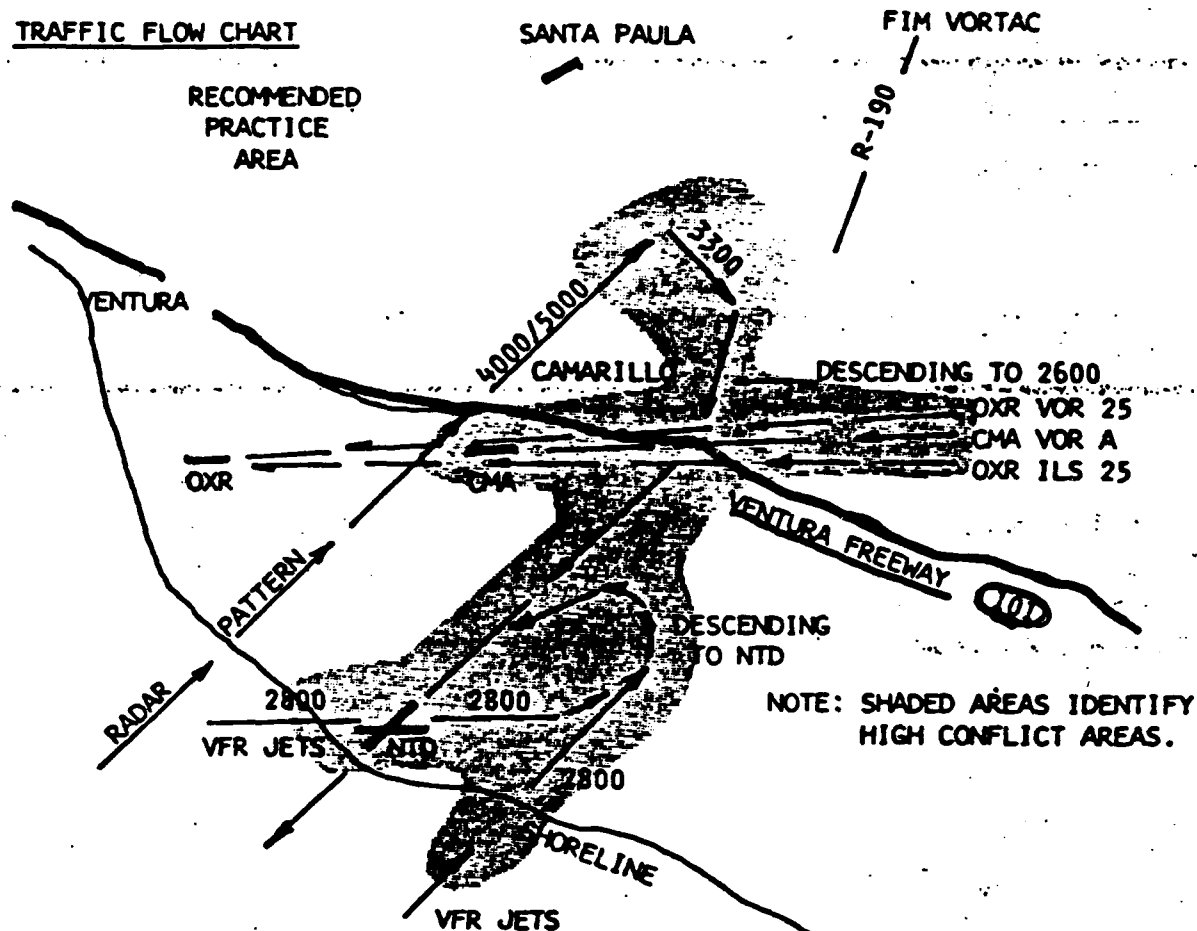 TRAFFIC FLOW CHART
SANTA PAULA
FIM VORTAC
RECOMMENDED
PRACTICE
AREA
R-190
3300
VENTURA
4000/5000
CAMARILLO
DESCENDING TO 2600
OXR VOR 25
CMA VOR A
OXR ILS 25
OXR
CMA
VENTURA FREEWAY
101
PATTERN
RADAR
DESCENDING
TO NTD
2800
2800
VFR JETS
NTD
2800
NOTE: SHADED AREAS IDENTIFY
HIGH CONFLICT AREAS.
SHORELINE
VFR JETS